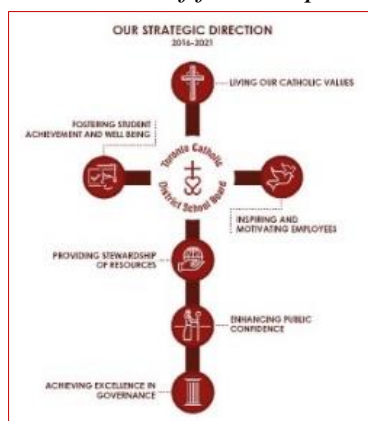 OUR STRATEGIC DIRECTION
2016-2021
LIVING OUR CATHOLIC VALUES
FOSTERING STUDENT
ACHIEVEMENT AND WELL BEING
Toronto Catholic
District School Board
INSPIRING AND
MOTIVATING EMPLOYEES
PROVIDING STEWARDSHIP
OF RESOURCES
ENHANCING PUBLIC
CONFIDENCE
ACHIEVING EXCELLENCE IN
GOVERNANCE